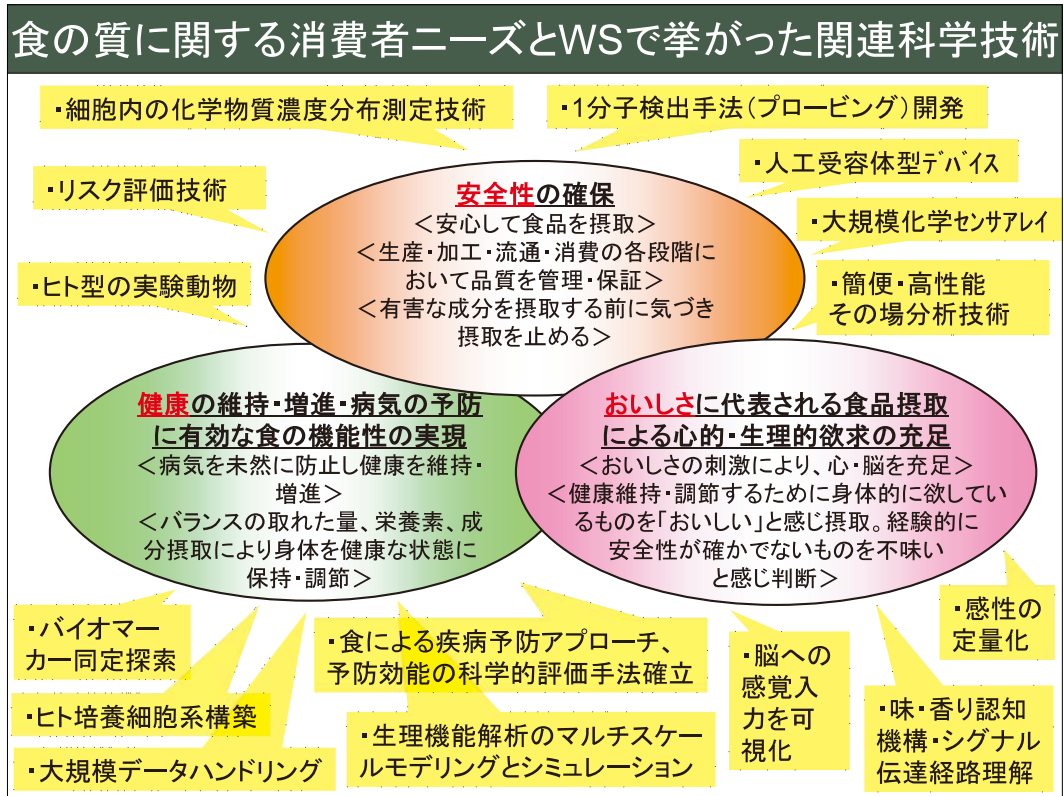 食の質に関する消費者ニーズとWSで挙がった関連科学技術
・細胞内の化学物質濃度分布測定技術
・1分子検出手法(プロービング)開発
・リスク評価技術
・人工受容体型ﾃﾞﾊﾞｲｽ
・大規模化学センサアレイ
・ヒト型の実験動物
・簡便・高性能
その場分析技術
安全性の確保
<安心して食品を摂取>
<生産・加工・流通・消費の各段階に
おいて品質を管理・保証>
<有害な成分を摂取する前に気づき
摂取を止める>
健康の維持・増進・病気の予防
に有効な食の機能性の実現
<病気を未然に防止し健康を維持・
増進>
<バランスの取れた量、栄養素、成
分摂取により身体を健康な状態に
保持・調節>
おいしさに代表される食品摂取
による心的・生理的欲求の充足
<おいしさの刺激により、心・脳を充足>
<健康維持・調節するために身体的に欲してい
るものを「おいしい」と感じ摂取。経験的に
安全性が確かでないものを不味い
と感じ判断>
・バイオマー
カー同定探索
・ヒト培養細胞系構築
・大規模データハンドリング
・食による疾病予防アプローチ、
予防効能の科学的評価手法確立
・生理機能解析のマルチスケー
ルモデリングとシミュレーション
・脳への
感覚入
力を可
視化
・感性の
定量化
・味・香り認知
機構・シグナル
伝達経路理解